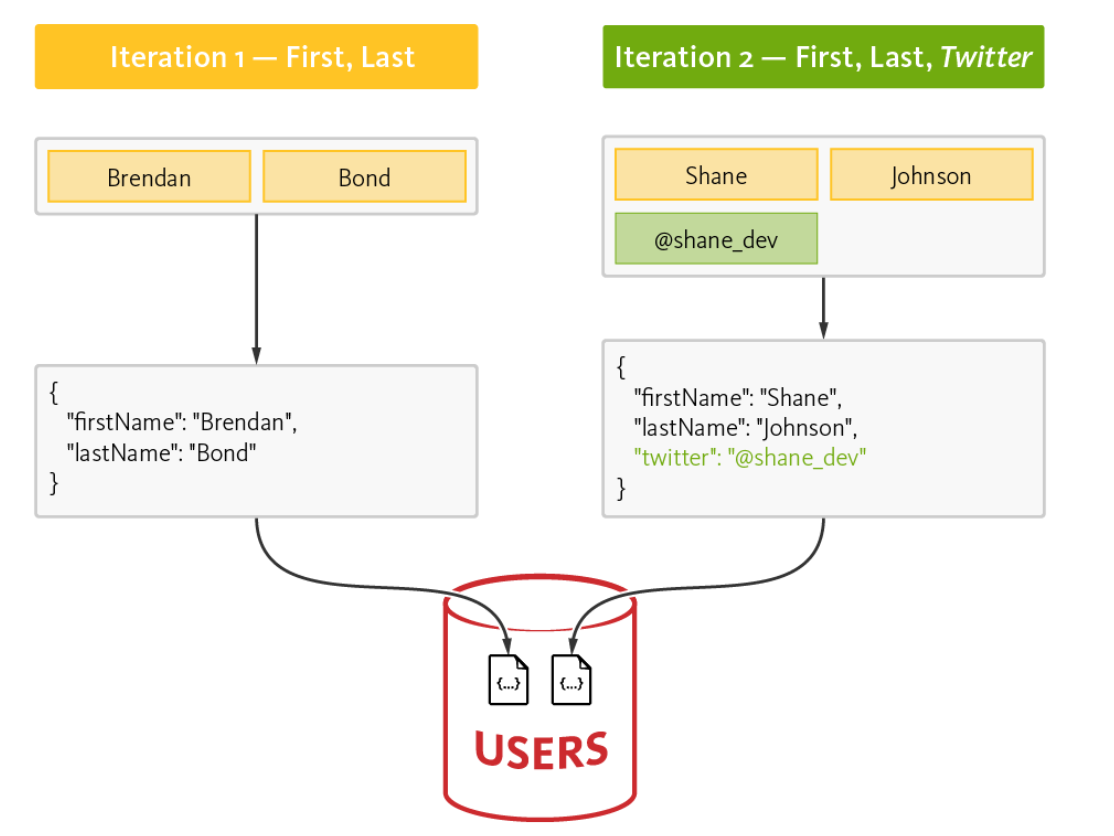 Iteration 1 — First, Last
Brendan
Bond
{
"firstName": "Brendan",
"lastName": "Bond"
}
Iteration 2 — First, Last, Twitter
Shane
Johnson
@shane_dev
{
"firstName": "Shane",
"lastName": "Johnson",
"twitter": "@shane_dev"
}
{...}
{...}
USERS